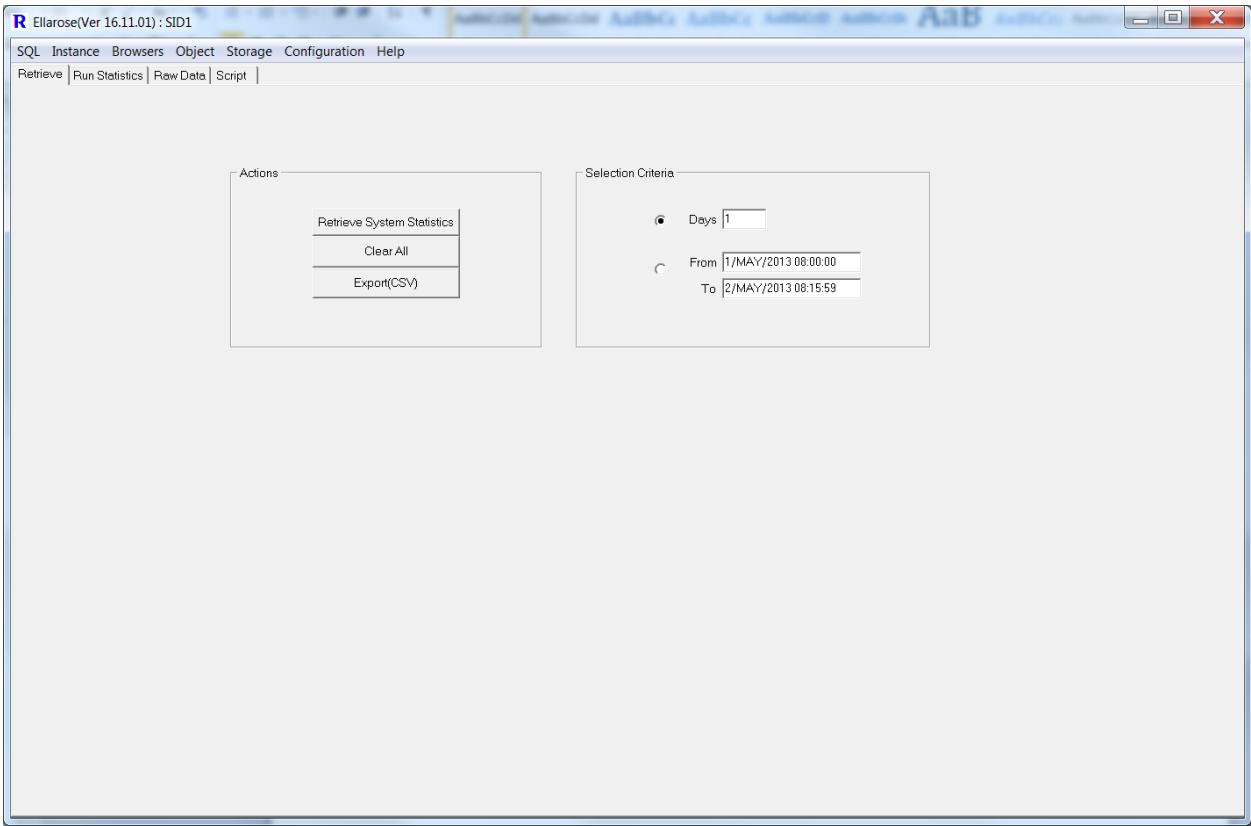 R Ellarose(Ver 16.11.01) : SID1
SQL Instance Browsers Object Storage Configuration Help
Retrieve Run Statistics Raw Data Script
Actions
Retrieve System Statistics
Clear All
Export(CSV)
Selection Criteria
Days 1
From 1/MAY/2013 08:00:00
To 2/MAY/2013 08:15:59